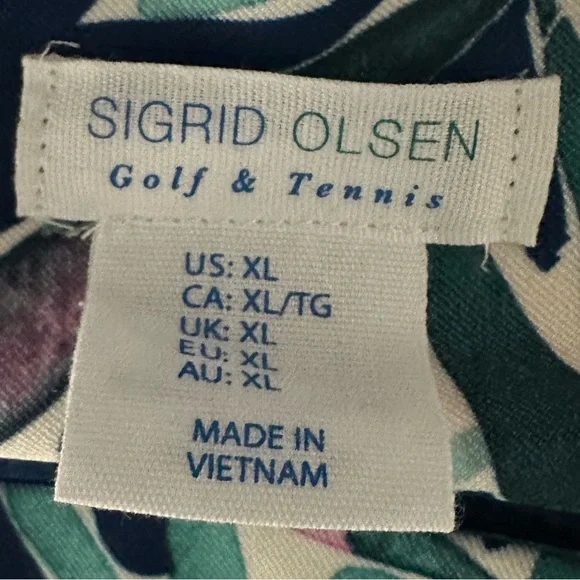 SIGRID OLSEN
Golf & Tennis
US: XL
CA: XL/TG
UK: XL
EU: XL
AU: XL
MADE IN
VIETNAM